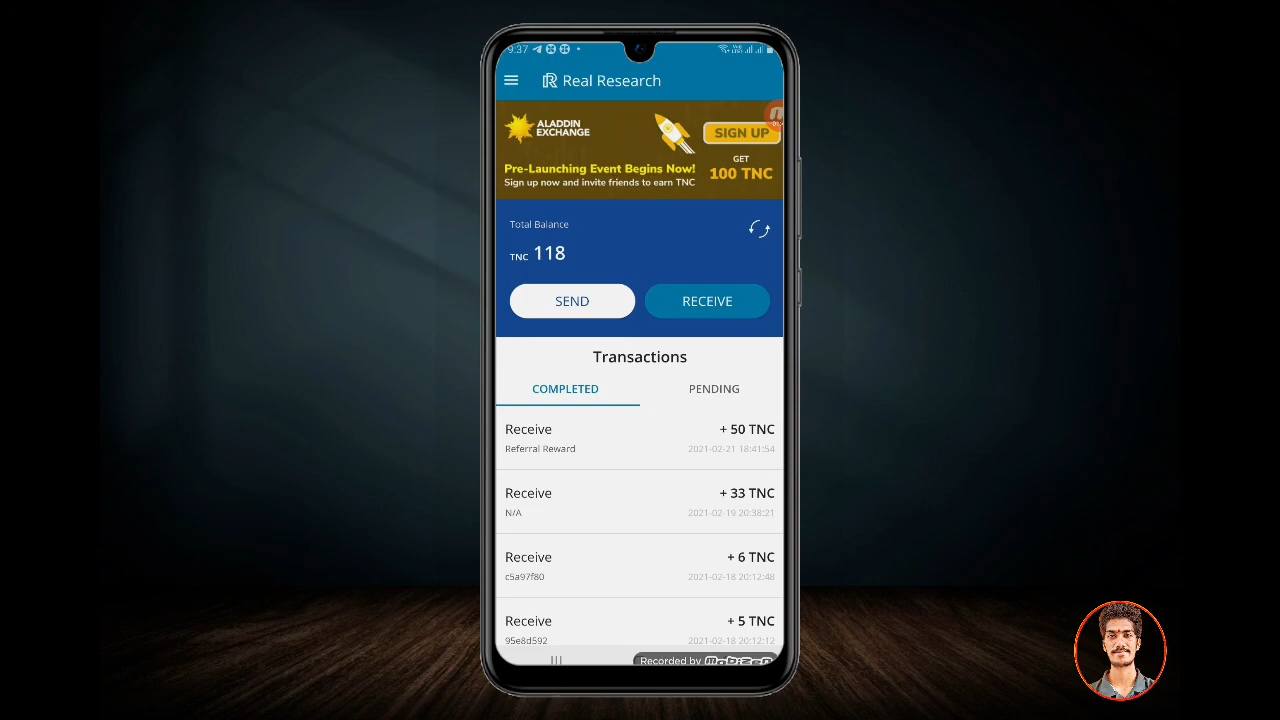 9:37
Real Research
ALADDIN
EXCHANGE
SIGN UP
GET
100 TNC
Pre-Launching Event Begins Now!
Sign up now and invite friends to earn TNC
Total Balance
TNC 118
SEND
RECEIVE
Transactions
COMPLETED
PENDING
Receive
+ 50 TNC
Referral Reward
2021-02-21 18:41:54
Receive
+ 33 TNC
N/A
2021-02-19 20:38:21
Receive
+ 6 TNC
c5a97f80
2021-02-18 20:12:48
Receive
+ 5 TNC
95e8d592
2021-02-18 20:12:12
Recorded by mobizen